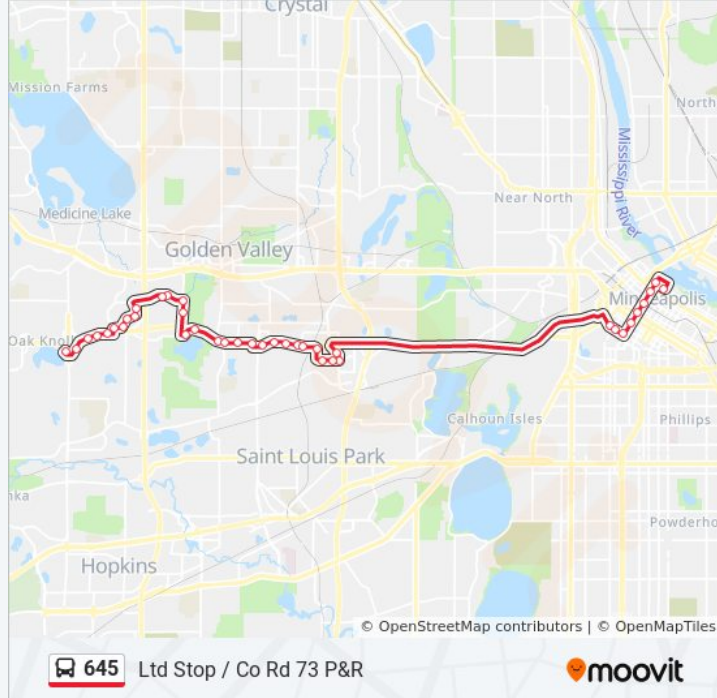 Crystal
Mission Farms
North
Mississippi River
Near North
Medicine Lake
Golden Valley
Minneapolis
Oak Knoll
Calhoun Isles
Phillips
Saint Louis Park
nka
Powderho
Hopkins
© OpenStreetMap contributors | © OpenMapTiles
645 Ltd Stop / Co Rd 73 P&R
moovit